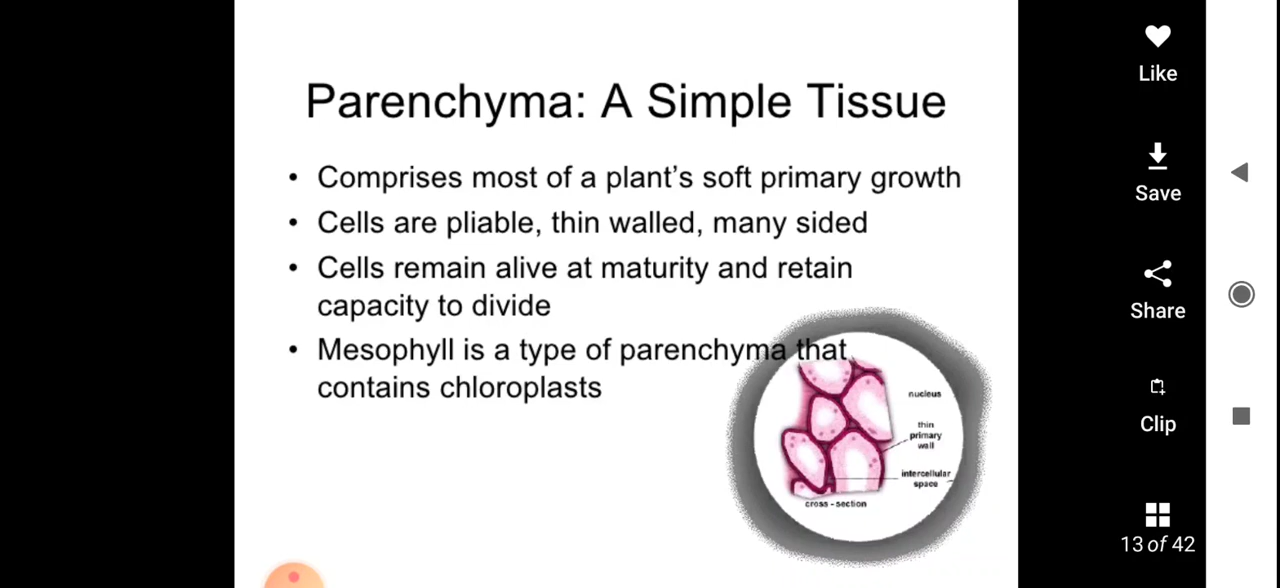 Parenchyma: A Simple Tissue
• Comprises most of a plant’s soft primary growth
• Cells are pliable, thin walled, many sided
• Cells remain alive at maturity and retain
capacity to divide
• Mesophyll is a type of parenchyma that
contains chloroplasts
nucleus
thin
primary
wall
intercellular
space
cross - section
Like
Save
Share
Clip
13 of 42